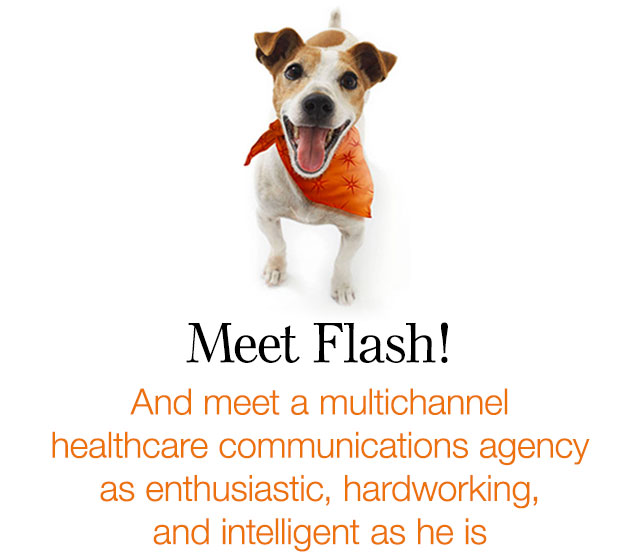 Meet Flash!
And meet a multichannel
healthcare communications agency
as enthusiastic, hardworking,
and intelligent as he is